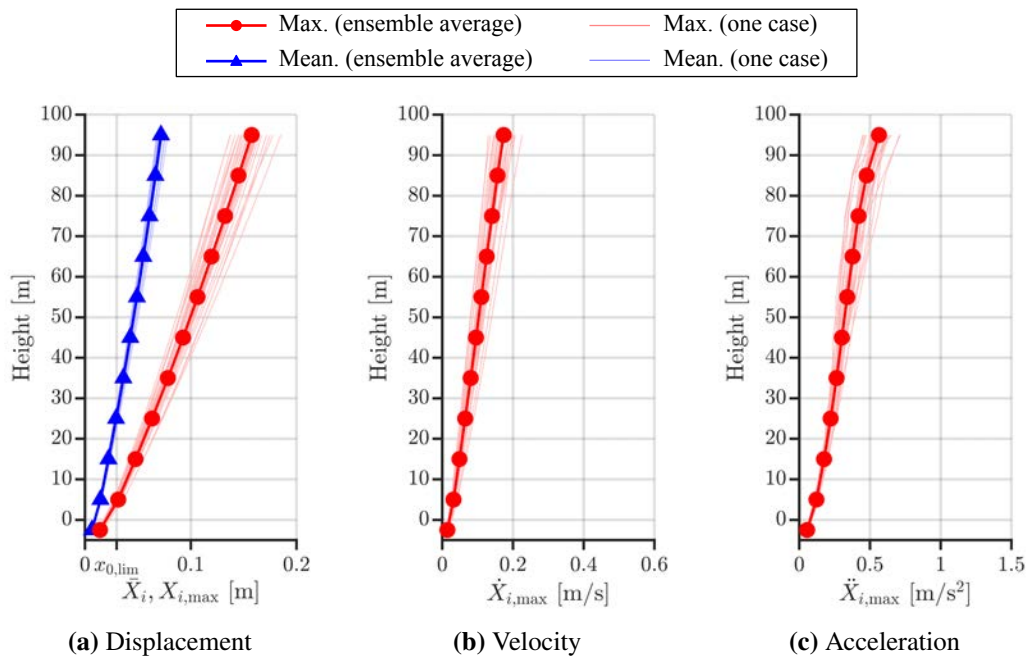 Max. (ensemble average) Max. (one case)
Mean. (ensemble average) Mean. (one case)
100
90
80
70
60
50
40
30
20
10
0
Height [m]
0 x₀,lim 0.1 0.2
X̄ᵢ, Xᵢ,max [m]
(a) Displacement
100
90
80
70
60
50
40
30
20
10
0
Height [m]
0 0.2 0.4 0.6
Ẋᵢ,max [m/s]
(b) Velocity
100
90
80
70
60
50
40
30
20
10
0
Height [m]
0 0.5 1 1.5
Ẍᵢ,max [m/s²]
(c) Acceleration